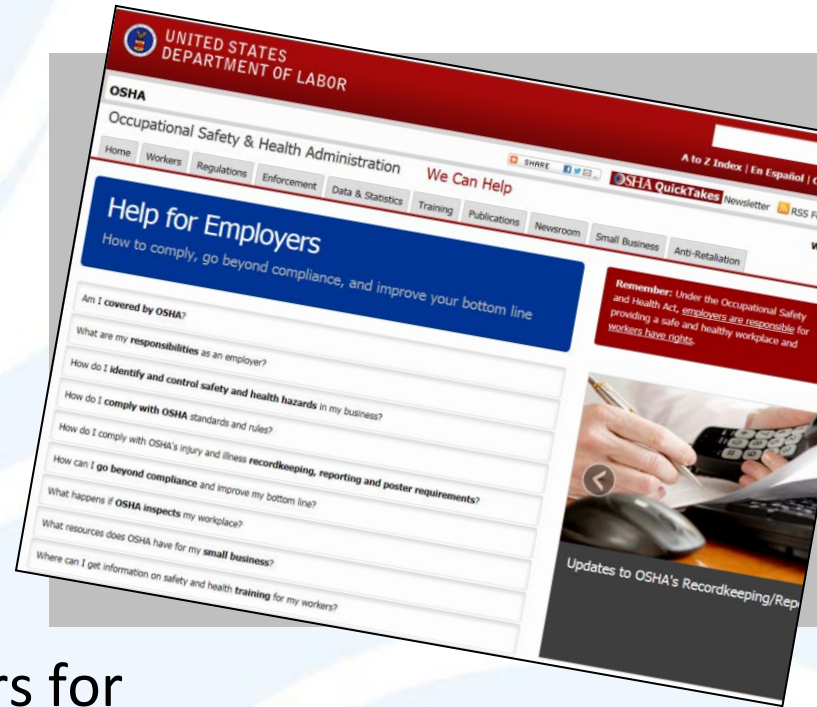 UNITED STATES
DEPARTMENT OF LABOR
A to Z Index | En Español |
OSHA
SHARE
OSHA QuickTakes Newsletter
RSS
Occupational Safety & Health Administration
We Can Help
Home
Workers
Regulations
Enforcement
Data & Statistics
Training
Publications
Newsroom
Small Business
Anti-Retaliation
Help for Employers
How to comply, go beyond compliance, and improve your bottom line
Am I covered by OSHA?
What are my responsibilities as an employer?
How do I identify and control safety and health hazards in my business?
How do I comply with OSHA standards and rules?
How do I comply with OSHA's injury and illness recordkeeping, reporting and poster requirements?
How can I go beyond compliance and improve my bottom line?
What happens if OSHA inspects my workplace?
What resources does OSHA have for my small business?
Where can I get information on safety and health training for my workers?
Remember: Under the Occupational Safety
and Health Act, employers are responsible for
providing a safe and healthy workplace and
workers have rights.
Updates to OSHA's Recordkeeping/Rep
rs for